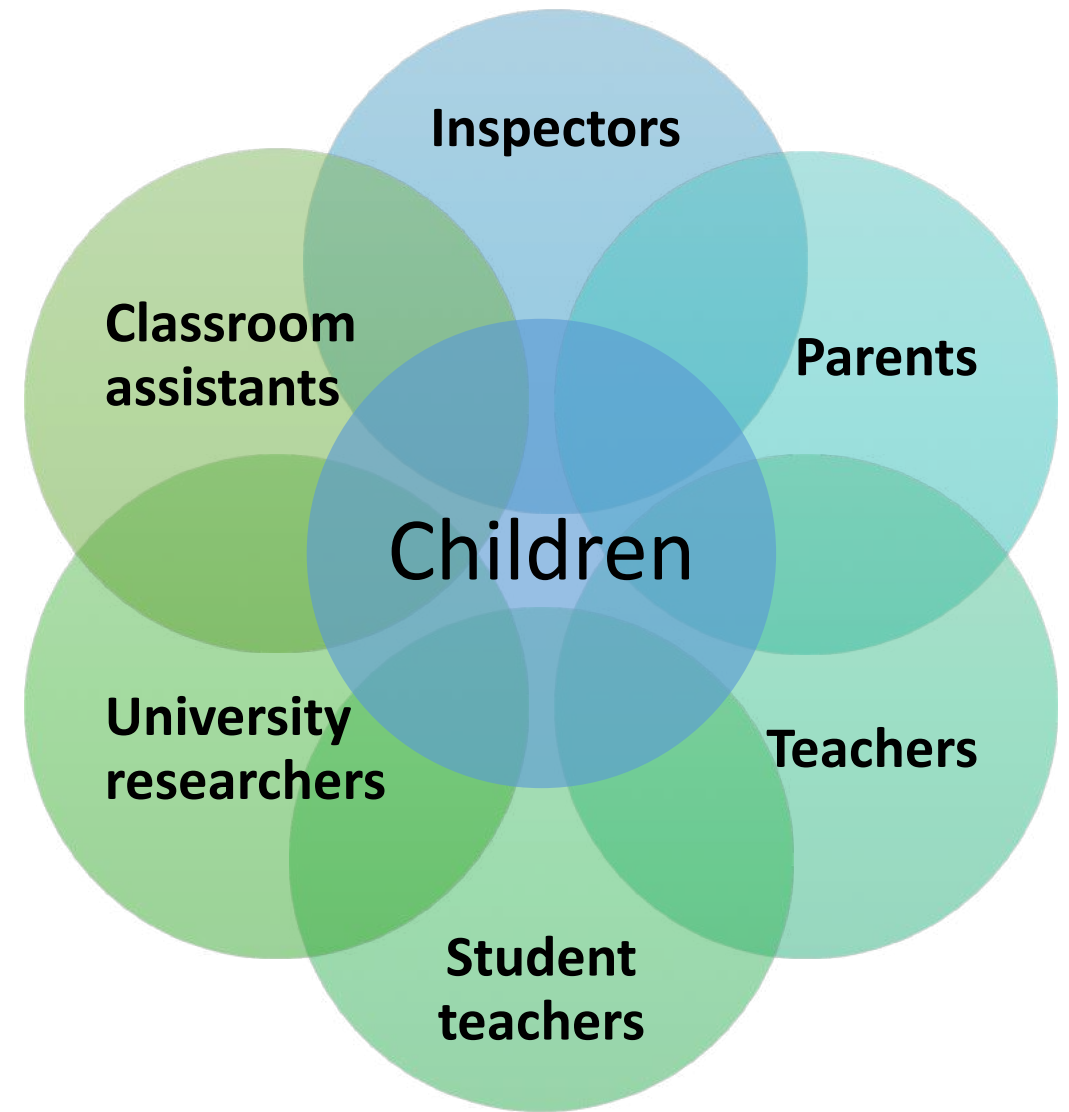 Inspectors
Parents
Classroom
assistants
Children
University
researchers
Teachers
Student
teachers